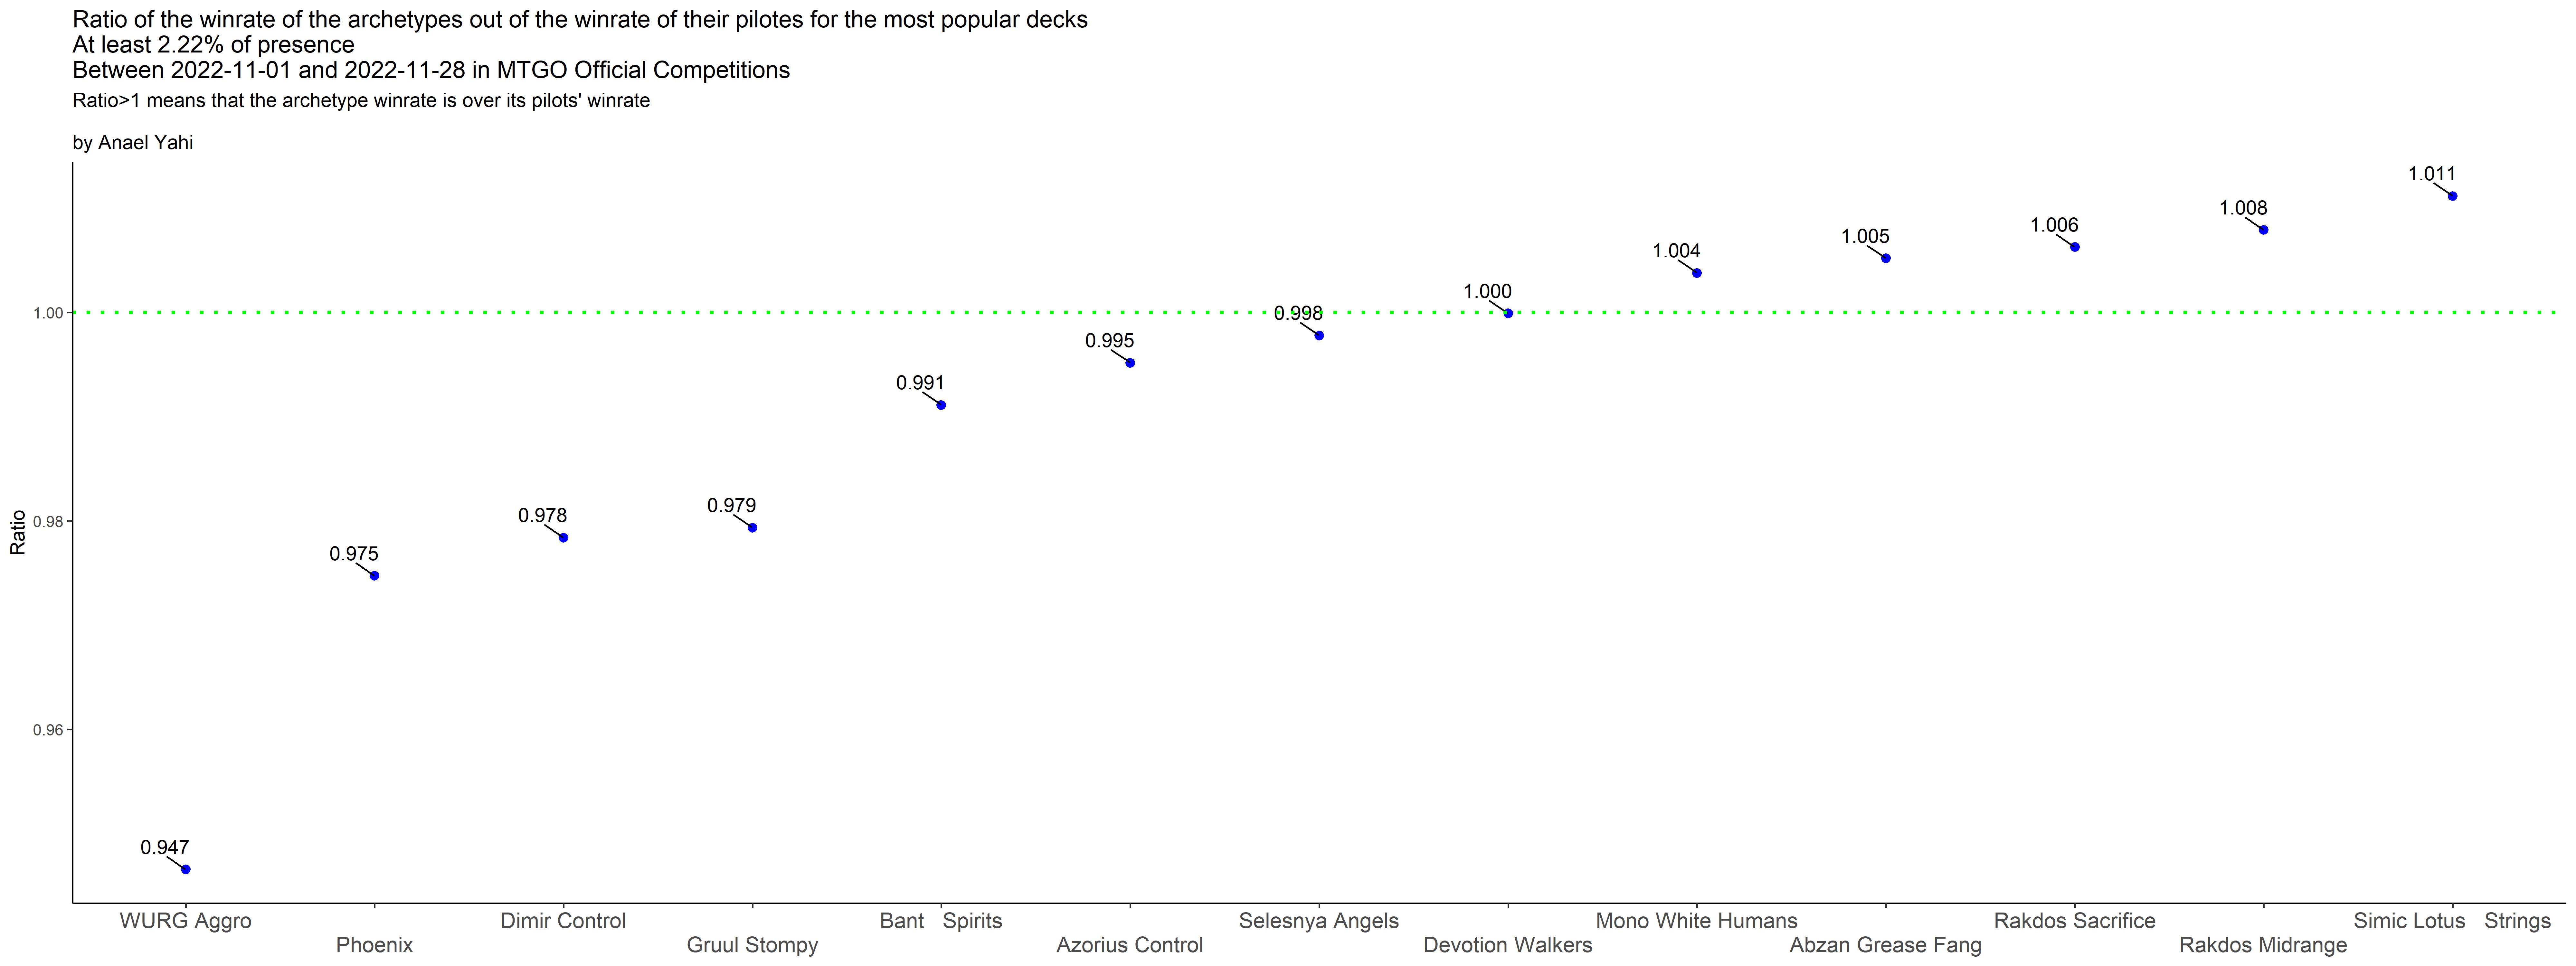 Ratio of the winrate of the archetypes out of the winrate of their pilotes for the most popular decks
At least 2.22% of presence
Between 2022-11-01 and 2022-11-28 in MTGO Official Competitions
Ratio>1 means that the archetype winrate is over its pilots' winrate
by Anael Yahi
1.011
1.008
1.006
1.005
1.004
1.000
0.998
0.995
0.991
0.979
0.978
0.975
0.947
1.00
0.98
0.96
Ratio
WURG Aggro
Phoenix
Dimir Control
Gruul Stompy
Bant   Spirits
Azorius Control
Selesnya Angels
Devotion Walkers
Mono White Humans
Abzan Grease Fang
Rakdos Sacrifice
Rakdos Midrange
Simic Lotus   Strings